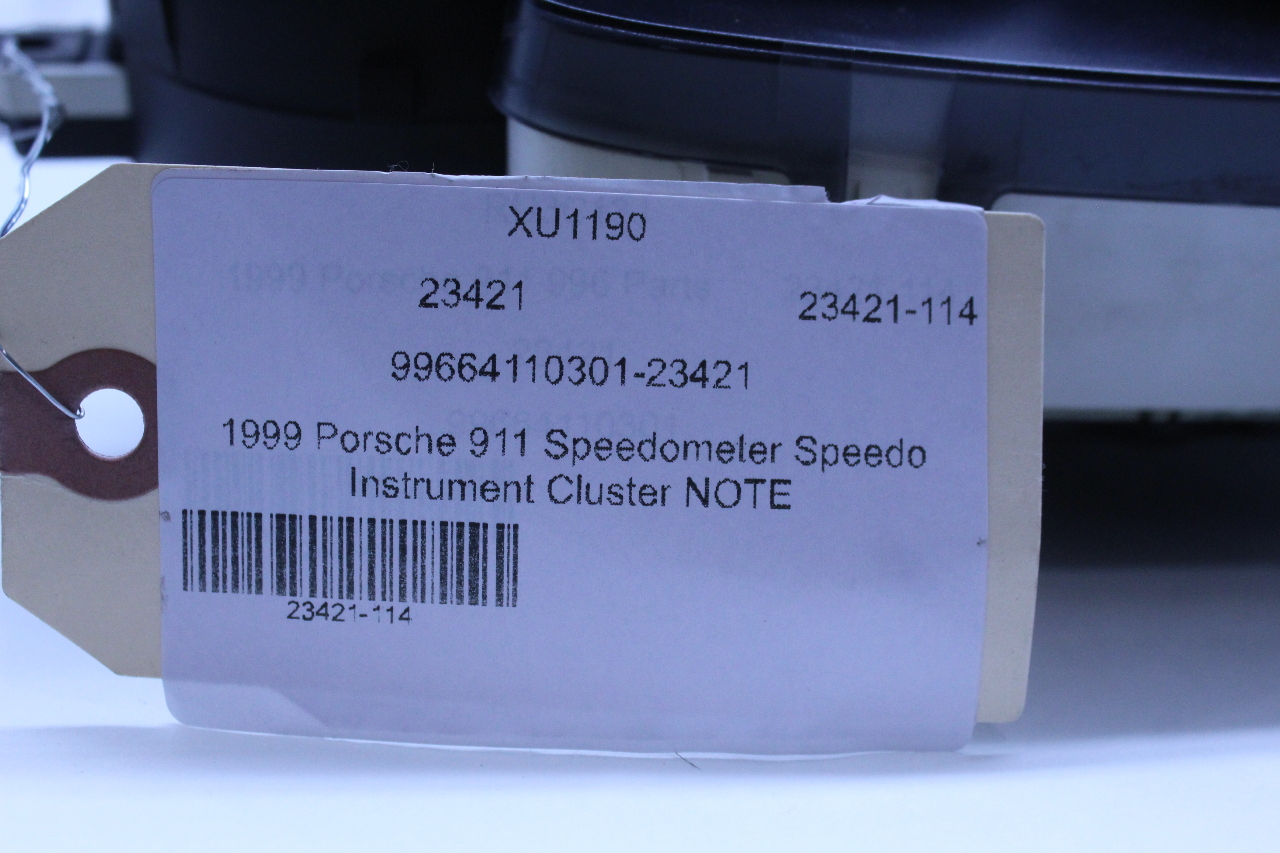 XU1190
23421 23421-114
99664110301-23421
1999 Porsche 911 Speedometer Speedo
Instrument Cluster NOTE
23421-114